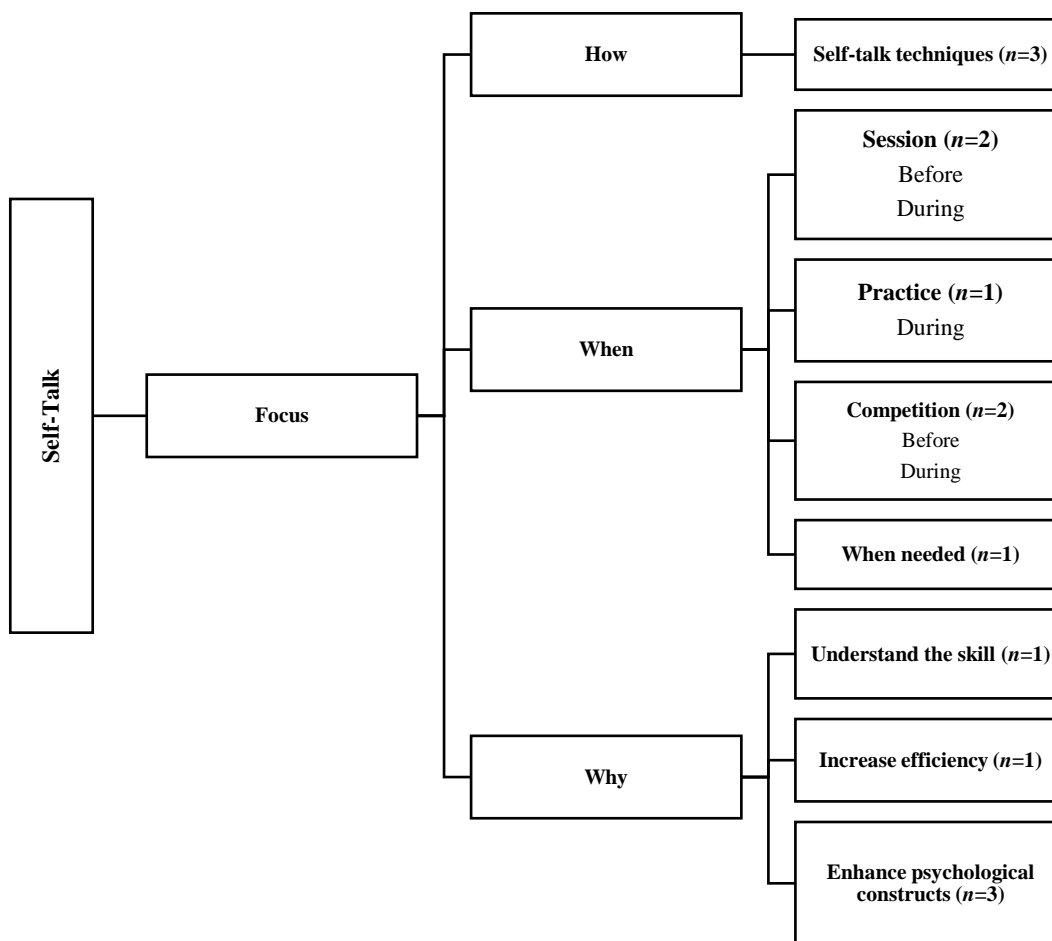 Self-Talk
Focus
How
Self-talk techniques (n=3)
When
Session (n=2)
Before
During
Practice (n=1)
During
Competition (n=2)
Before
During
When needed (n=1)
Why
Understand the skill (n=1)
Increase efficiency (n=1)
Enhance psychological
constructs (n=3)